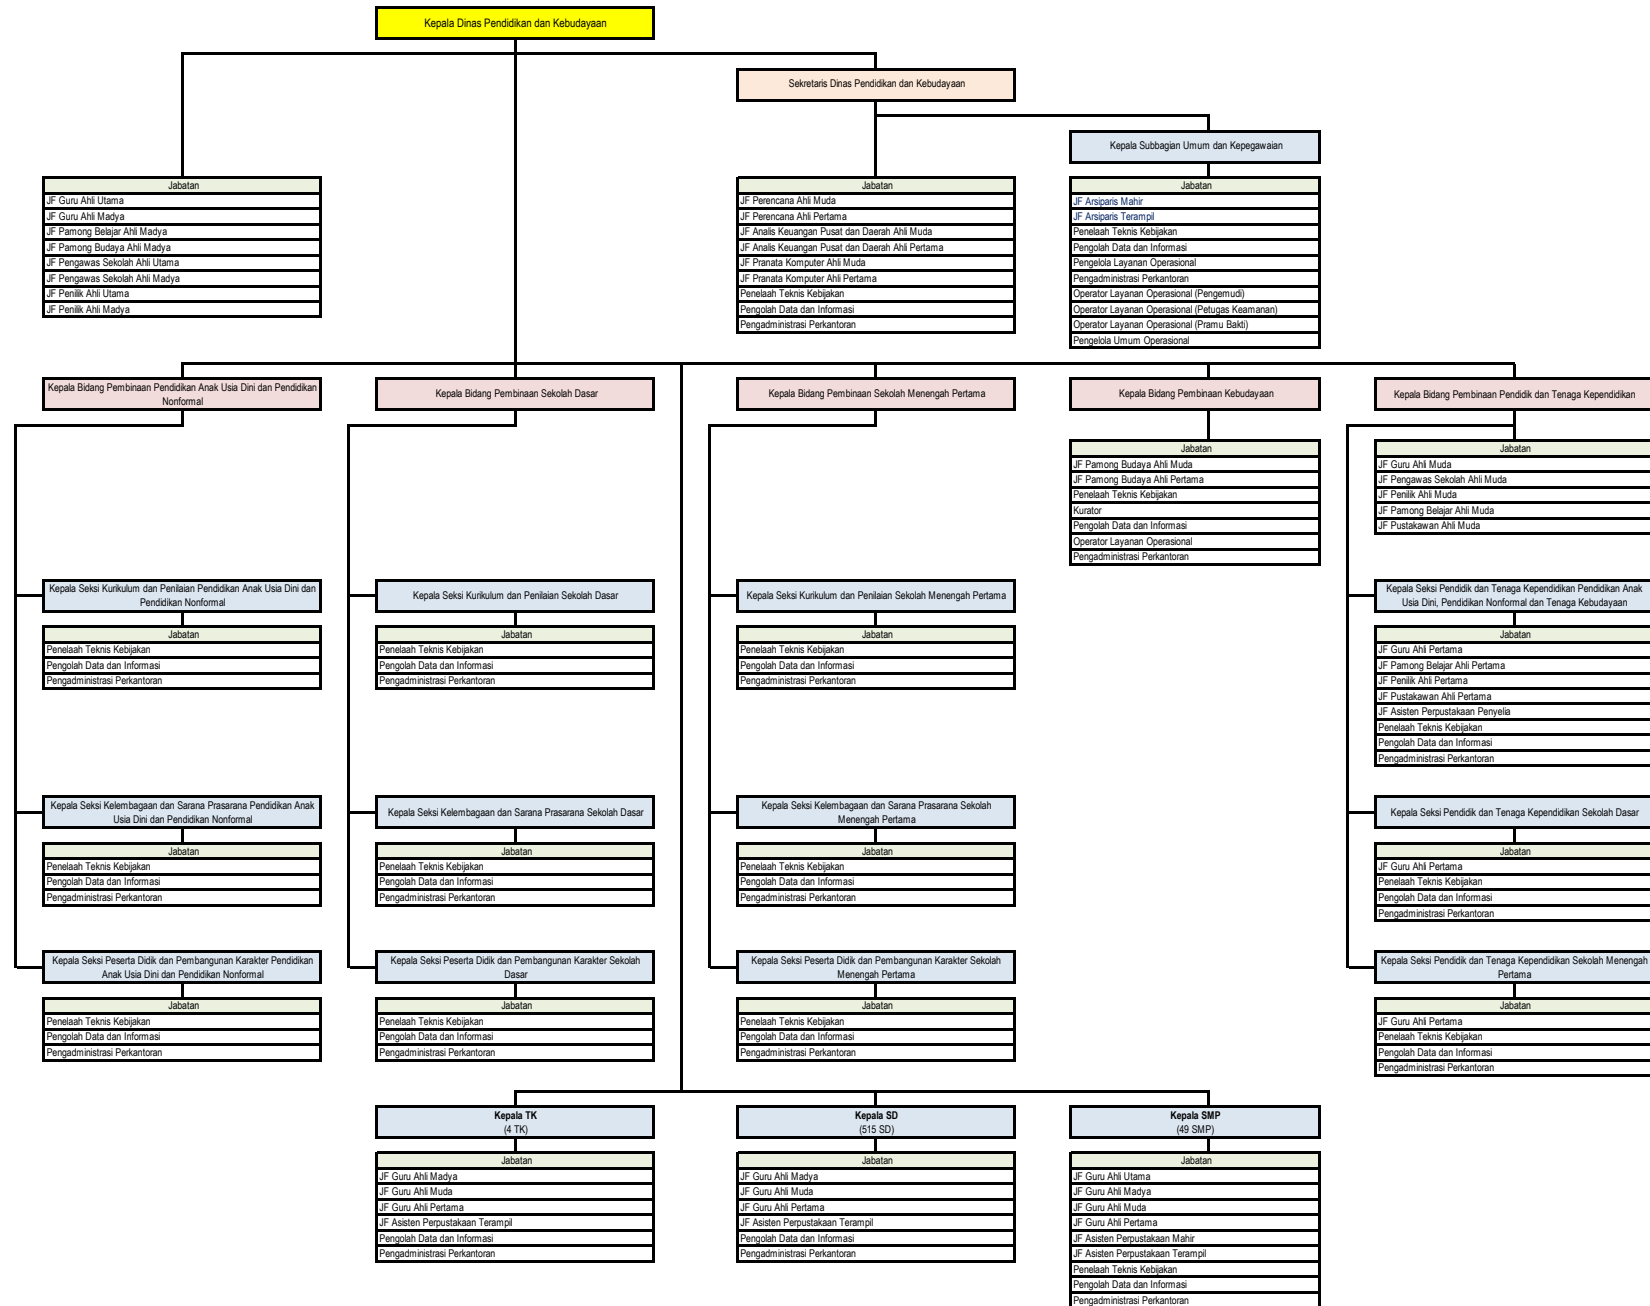 Kepala Dinas Pendidikan dan Kebudayaan
Sekretaris Dinas Pendidikan dan Kebudayaan
Kepala Subbagian Umum dan Kepegawaian
Jabatan
JF Guru Ahli Utama
JF Guru Ahli Madya
JF Pamong Belajar Ahli Madya
JF Pamong Budaya Ahli Madya
JF Pengawas Sekolah Ahli Utama
JF Pengawas Sekolah Ahli Madya
JF Penilik Ahli Utama
JF Penilik Ahli Madya
Jabatan
JF Perencana Ahli Muda
JF Perencana Ahli Pertama
JF Analis Keuangan Pusat dan Daerah Ahli Muda
JF Analis Keuangan Pusat dan Daerah Ahli Pertama
JF Pranata Komputer Ahli Muda
JF Pranata Komputer Ahli Pertama
Penelaah Teknis Kebijakan
Pengolah Data dan Informasi
Pengadministrasi Perkantoran
Jabatan
JF Arsiparis Mahir
JF Arsiparis Terampil
Penelaah Teknis Kebijakan
Pengolah Data dan Informasi
Pengelola Layanan Operasional
Pengadministrasi Perkantoran
Operator Layanan Operasional (Pengemudi)
Operator Layanan Operasional (Petugas Keamanan)
Operator Layanan Operasional (Pramu Bakti)
Pengelola Umum Operasional
Kepala Bidang Pembinaan Pendidikan Anak Usia Dini dan Pendidikan
Nonformal
Kepala Bidang Pembinaan Sekolah Dasar
Kepala Bidang Pembinaan Sekolah Menengah Pertama
Kepala Bidang Pembinaan Kebudayaan
Kepala Bidang Pembinaan Pendidik dan Tenaga Kependidikan
Jabatan
JF Pamong Budaya Ahli Muda
JF Pamong Budaya Ahli Pertama
Penelaah Teknis Kebijakan
Kurator
Pengolah Data dan Informasi
Operator Layanan Operasional
Pengadministrasi Perkantoran
Jabatan
JF Guru Ahli Muda
JF Pengawas Sekolah Ahli Muda
JF Penilik Ahli Muda
JF Pamong Belajar Ahli Muda
JF Pustakawan Ahli Muda
Kepala Seksi Kurikulum dan Penilaian Pendidikan Anak Usia Dini dan
Pendidikan Nonformal
Jabatan
Penelaah Teknis Kebijakan
Pengolah Data dan Informasi
Pengadministrasi Perkantoran
Kepala Seksi Kurikulum dan Penilaian Sekolah Dasar
Jabatan
Penelaah Teknis Kebijakan
Pengolah Data dan Informasi
Pengadministrasi Perkantoran
Kepala Seksi Kurikulum dan Penilaian Sekolah Menengah Pertama
Jabatan
Penelaah Teknis Kebijakan
Pengolah Data dan Informasi
Pengadministrasi Perkantoran
Kepala Seksi Pendidik dan Tenaga Kependidikan Pendidikan Anak
Usia Dini, Pendidikan Nonformal dan Tenaga Kebudayaan
Jabatan
JF Guru Ahli Pertama
JF Pamong Belajar Ahli Pertama
JF Penilik Ahli Pertama
JF Pustakawan Ahli Pertama
JF Asisten Perpustakaan Penyelia
Penelaah Teknis Kebijakan
Pengolah Data dan Informasi
Pengadministrasi Perkantoran
Kepala Seksi Kelembagaan dan Sarana Prasarana Pendidikan Anak
Usia Dini dan Pendidikan Nonformal
Jabatan
Penelaah Teknis Kebijakan
Pengolah Data dan Informasi
Pengadministrasi Perkantoran
Kepala Seksi Kelembagaan dan Sarana Prasarana Sekolah Dasar
Jabatan
Penelaah Teknis Kebijakan
Pengolah Data dan Informasi
Pengadministrasi Perkantoran
Kepala Seksi Kelembagaan dan Sarana Prasarana Sekolah
Menengah Pertama
Jabatan
Penelaah Teknis Kebijakan
Pengolah Data dan Informasi
Pengadministrasi Perkantoran
Kepala Seksi Pendidik dan Tenaga Kependidikan Sekolah Dasar
Jabatan
JF Guru Ahli Pertama
Penelaah Teknis Kebijakan
Pengolah Data dan Informasi
Pengadministrasi Perkantoran
Kepala Seksi Peserta Didik dan Pembangunan Karakter Pendidikan
Anak Usia Dini dan Pendidikan Nonformal
Jabatan
Penelaah Teknis Kebijakan
Pengolah Data dan Informasi
Pengadministrasi Perkantoran
Kepala Seksi Peserta Didik dan Pembangunan Karakter Sekolah
Dasar
Jabatan
Penelaah Teknis Kebijakan
Pengolah Data dan Informasi
Pengadministrasi Perkantoran
Kepala Seksi Peserta Didik dan Pembangunan Karakter Sekolah
Menengah Pertama
Jabatan
Penelaah Teknis Kebijakan
Pengolah Data dan Informasi
Pengadministrasi Perkantoran
Kepala Seksi Pendidik dan Tenaga Kependidikan Sekolah Menengah
Pertama
Jabatan
JF Guru Ahli Pertama
Penelaah Teknis Kebijakan
Pengolah Data dan Informasi
Pengadministrasi Perkantoran
Kepala TK
(4 TK)
Jabatan
JF Guru Ahli Madya
JF Guru Ahli Muda
JF Guru Ahli Pertama
JF Asisten Perpustakaan Terampil
Pengolah Data dan Informasi
Pengadministrasi Perkantoran
Kepala SD
(515 SD)
Jabatan
JF Guru Ahli Madya
JF Guru Ahli Muda
JF Guru Ahli Pertama
JF Asisten Perpustakaan Terampil
Pengolah Data dan Informasi
Pengadministrasi Perkantoran
Kepala SMP
(49 SMP)
Jabatan
JF Guru Ahli Utama
JF Guru Ahli Madya
JF Guru Ahli Muda
JF Guru Ahli Pertama
JF Asisten Perpustakaan Mahir
JF Asisten Perpustakaan Terampil
Penelaah Teknis Kebijakan
Pengolah Data dan Informasi
Pengadministrasi Perkantoran